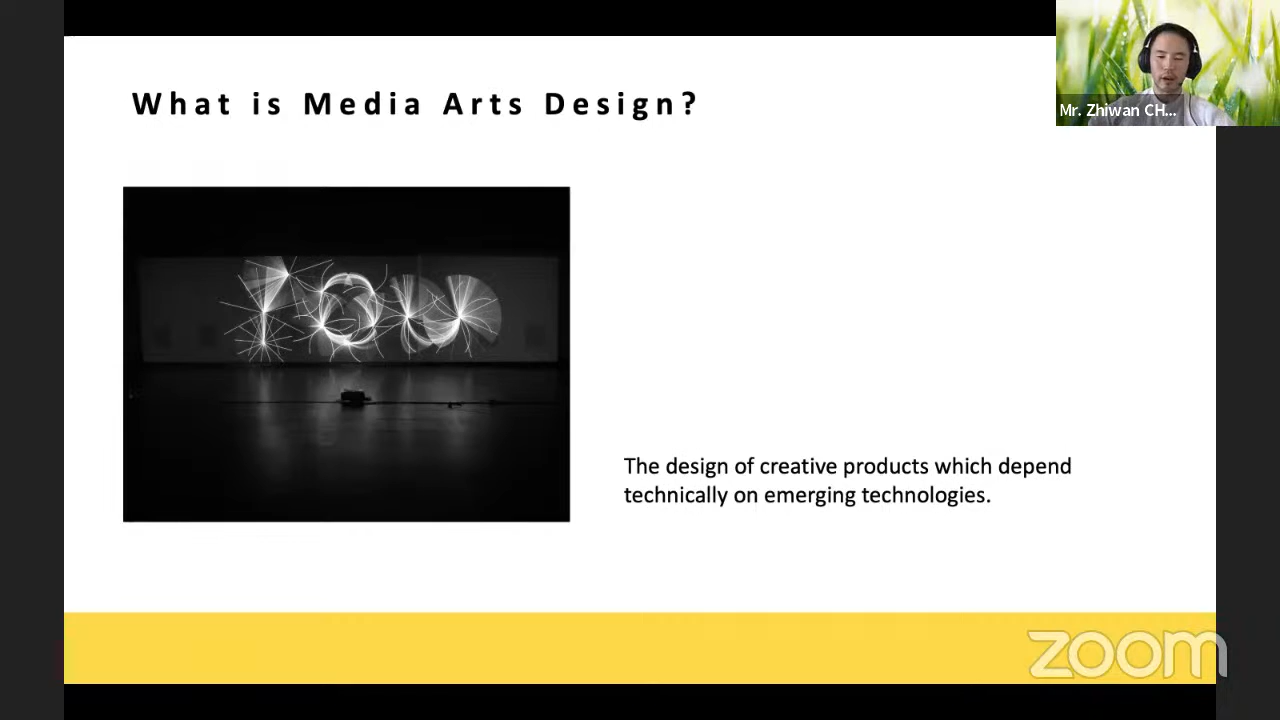 What is Media Arts Design?
Mr. Zhiwan CH...
You
The design of creative products which depend
technically on emerging technologies.
zoom